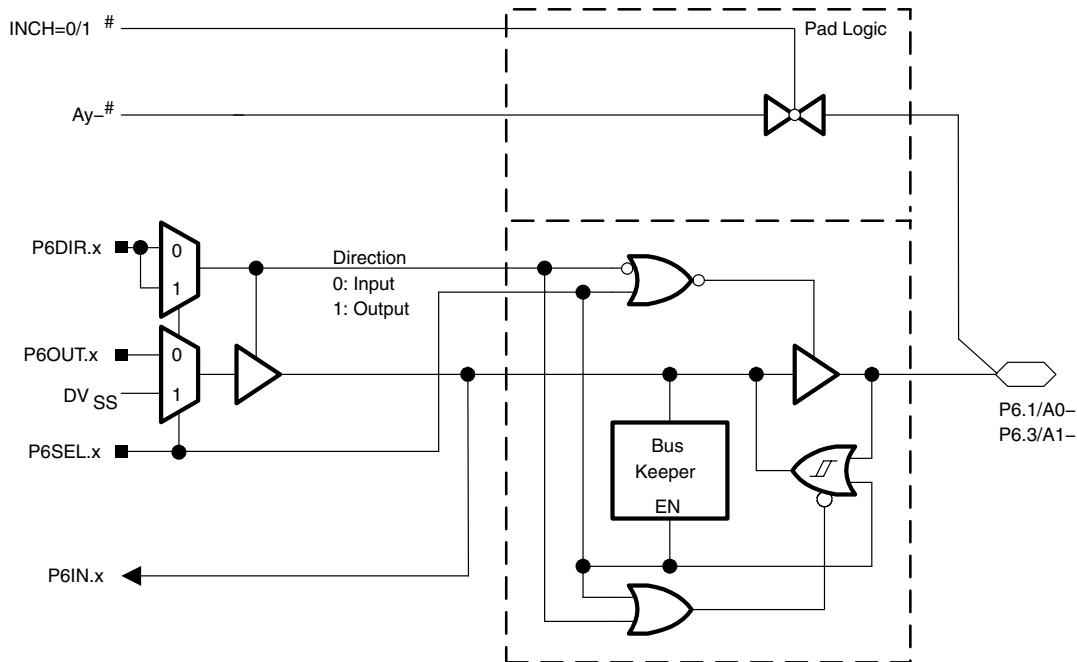 INCH=0/1 #
Pad Logic
Ay–#
P6DIR.x
0
1
Direction
0: Input
1: Output
P6OUT.x
0
DVSS
1
P6SEL.x
P6.1/A0–
P6.3/A1–
Bus
Keeper
EN
P6IN.x